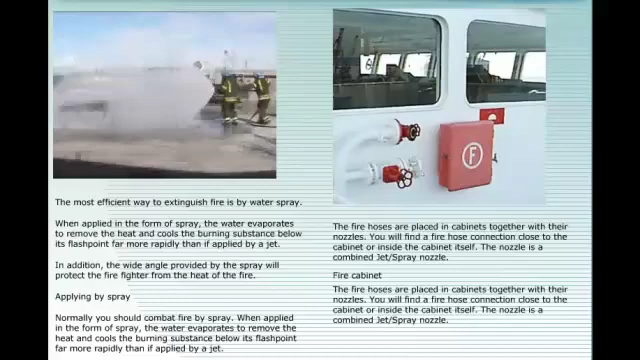 The most efficient way to extinguish fire is by water spray.
When applied in the form of spray, the water evaporates
to remove the heat and cools the burning substance below
its flashpoint far more rapidly than if applied by a jet.
In addition, the wide angle provided by the spray will
protect the fire fighter from the heat of the fire.
Applying by spray
Normally you should combat fire by spray. When applied
in the form of spray, the water evaporates to remove the
heat and cools the burning substance below its flashpoint
far more rapidly than if applied by a jet.
F
The fire hoses are placed in cabinets together with their
nozzles. You will find a fire hose connection close to the
cabinet or inside the cabinet itself. The nozzle is a
combined Jet/Spray nozzle.
Fire cabinet
The fire hoses are placed in cabinets together with their
nozzles. You will find a fire hose connection close to the
cabinet or inside the cabinet itself. The nozzle is a
combined Jet/Spray nozzle.